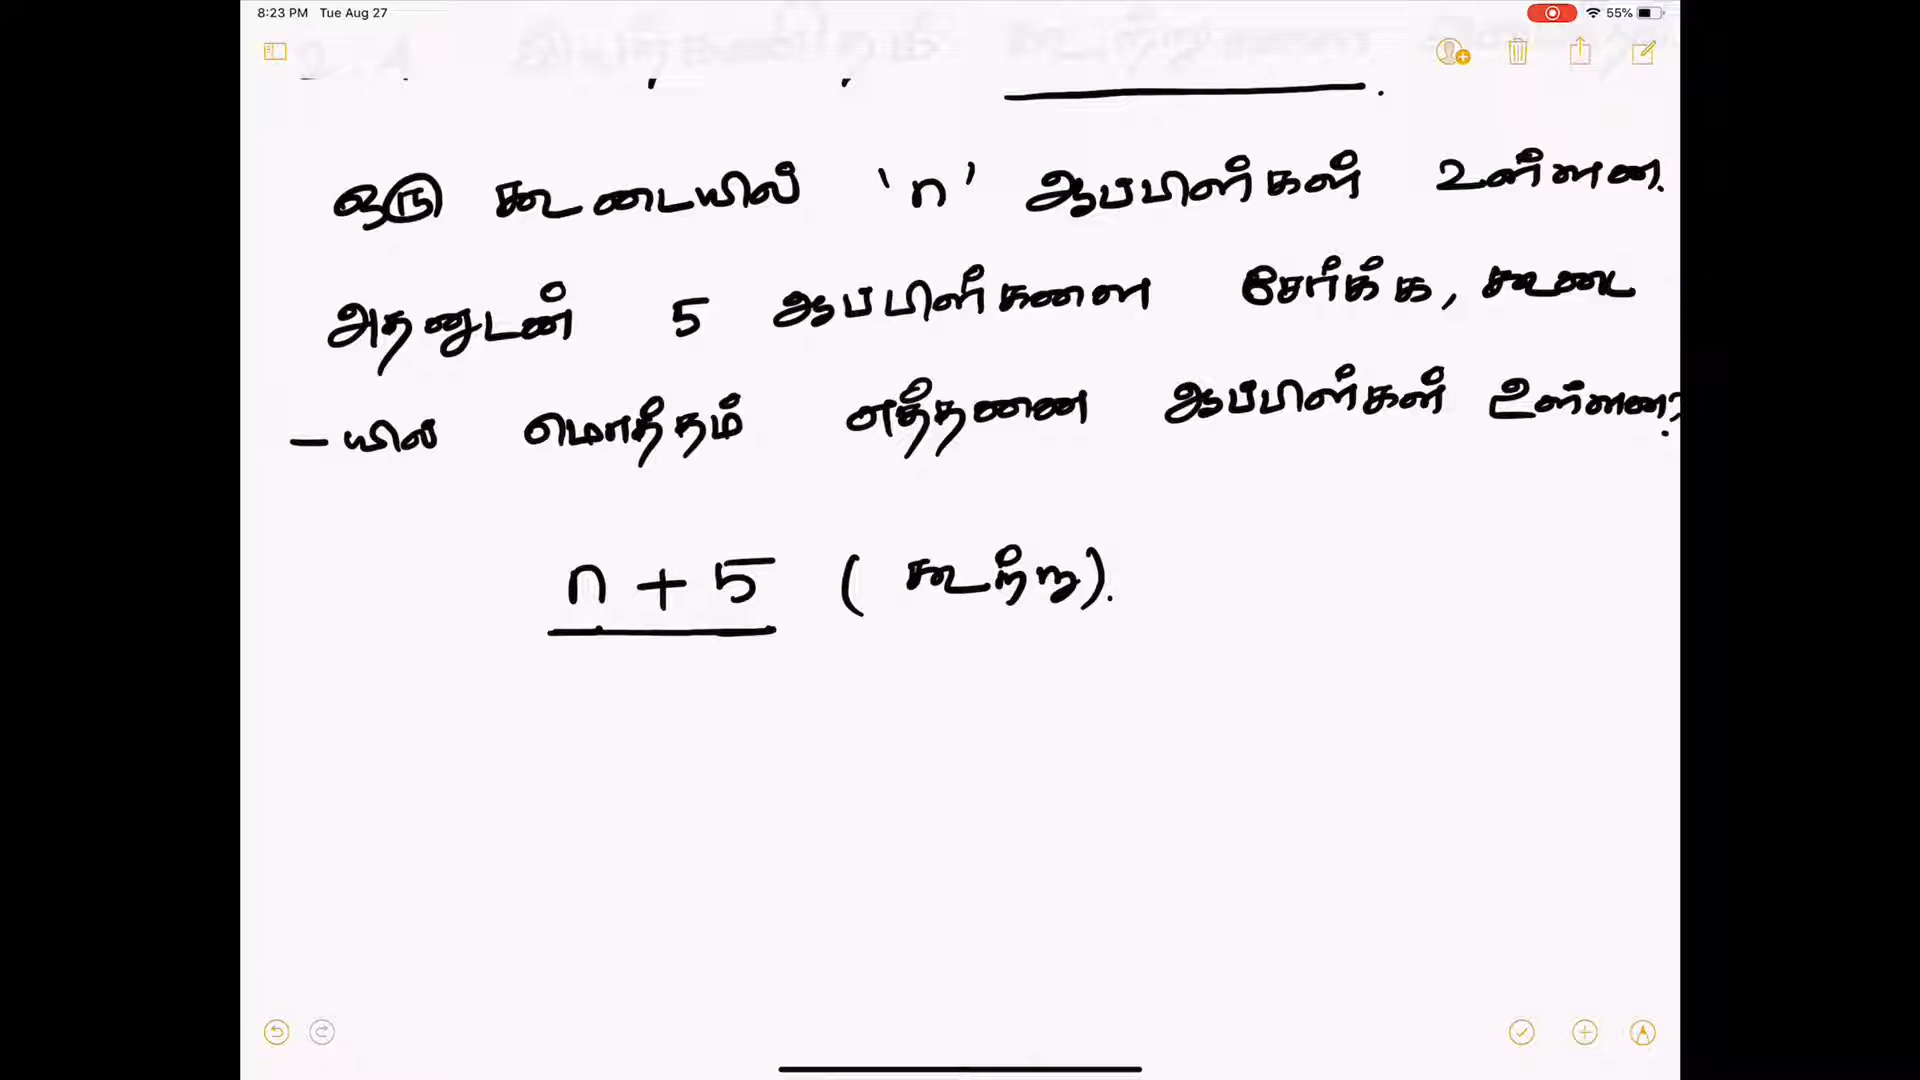 8:23 PM Tue Aug 27 55%
ஒரு கூடையில் 'n' ஆப்பிள்கள் உள்ளன.
அதனுடன் 5 ஆப்பிள்களை சேர்க்க, கூடை
-யில் மொத்தம் எத்தனை ஆப்பிள்கள் உள்ளன?
n + 5 ( கூற்று ).